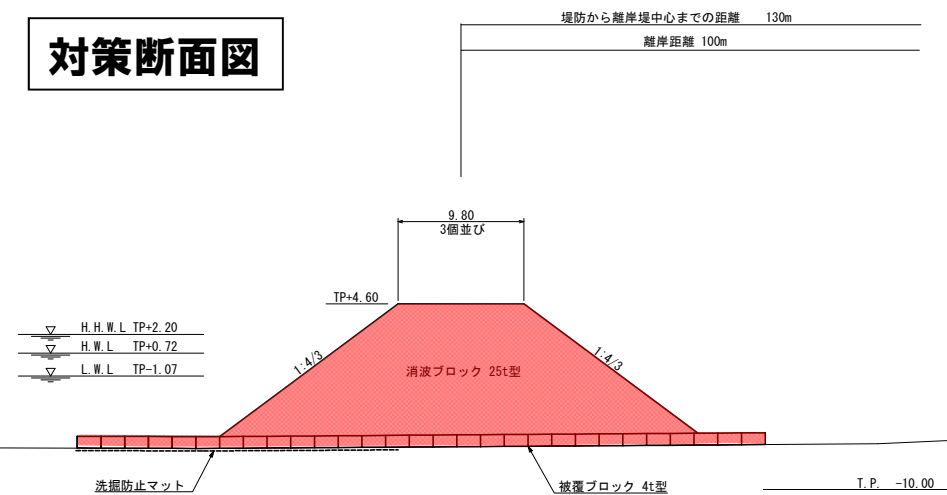 対策断面図
堤防から離岸堤中心までの距離　130m
離岸距離 100m
9.80
3個並び
TP+4.60
H.H.W.L TP+2.20
H.W.L TP+0.72
L.W.L TP-1.07
1:4/3
1:4/3
消波ブロック 25t型
洗掘防止マット
被覆ブロック 4t型
T.P. -10.00